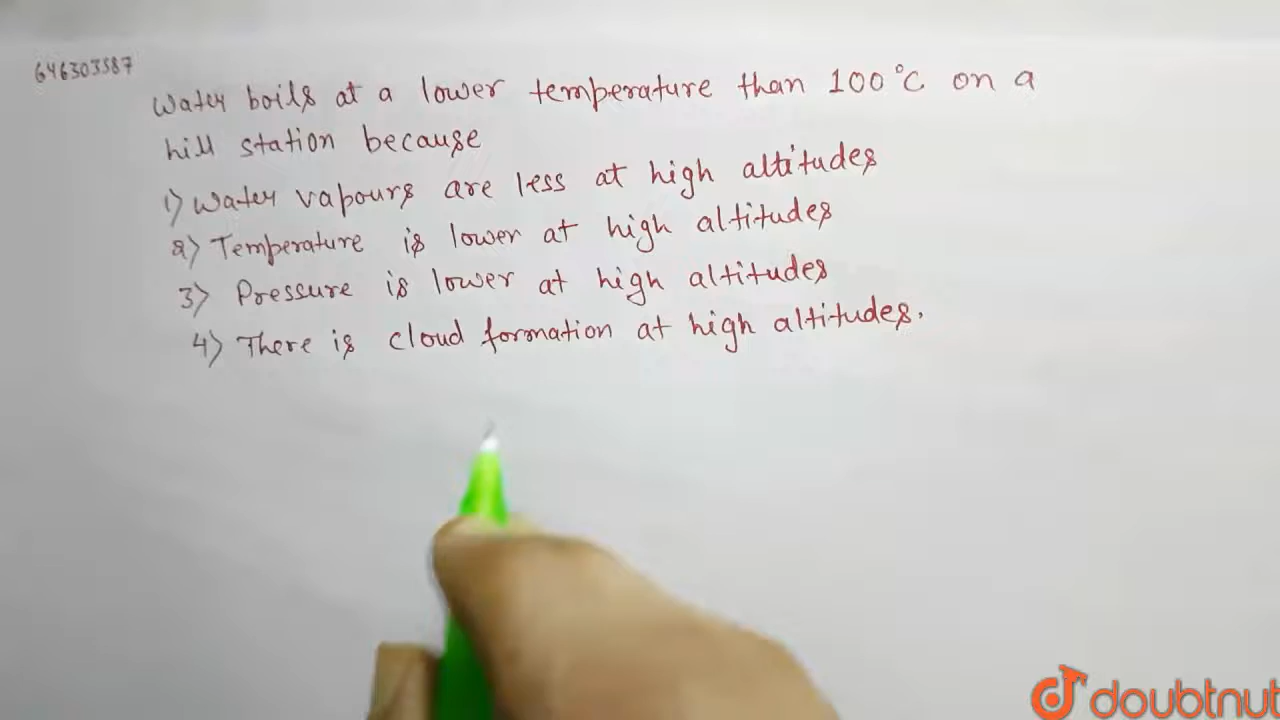 646303587
Water boils at a lower temperature than 100°C on a
hill station because
1) Water vapours are less at high altitudes
2) Temperature is lower at high altitudes
3) Pressure is lower at high altitudes
4) There is cloud formation at high altitudes.
doubtnut